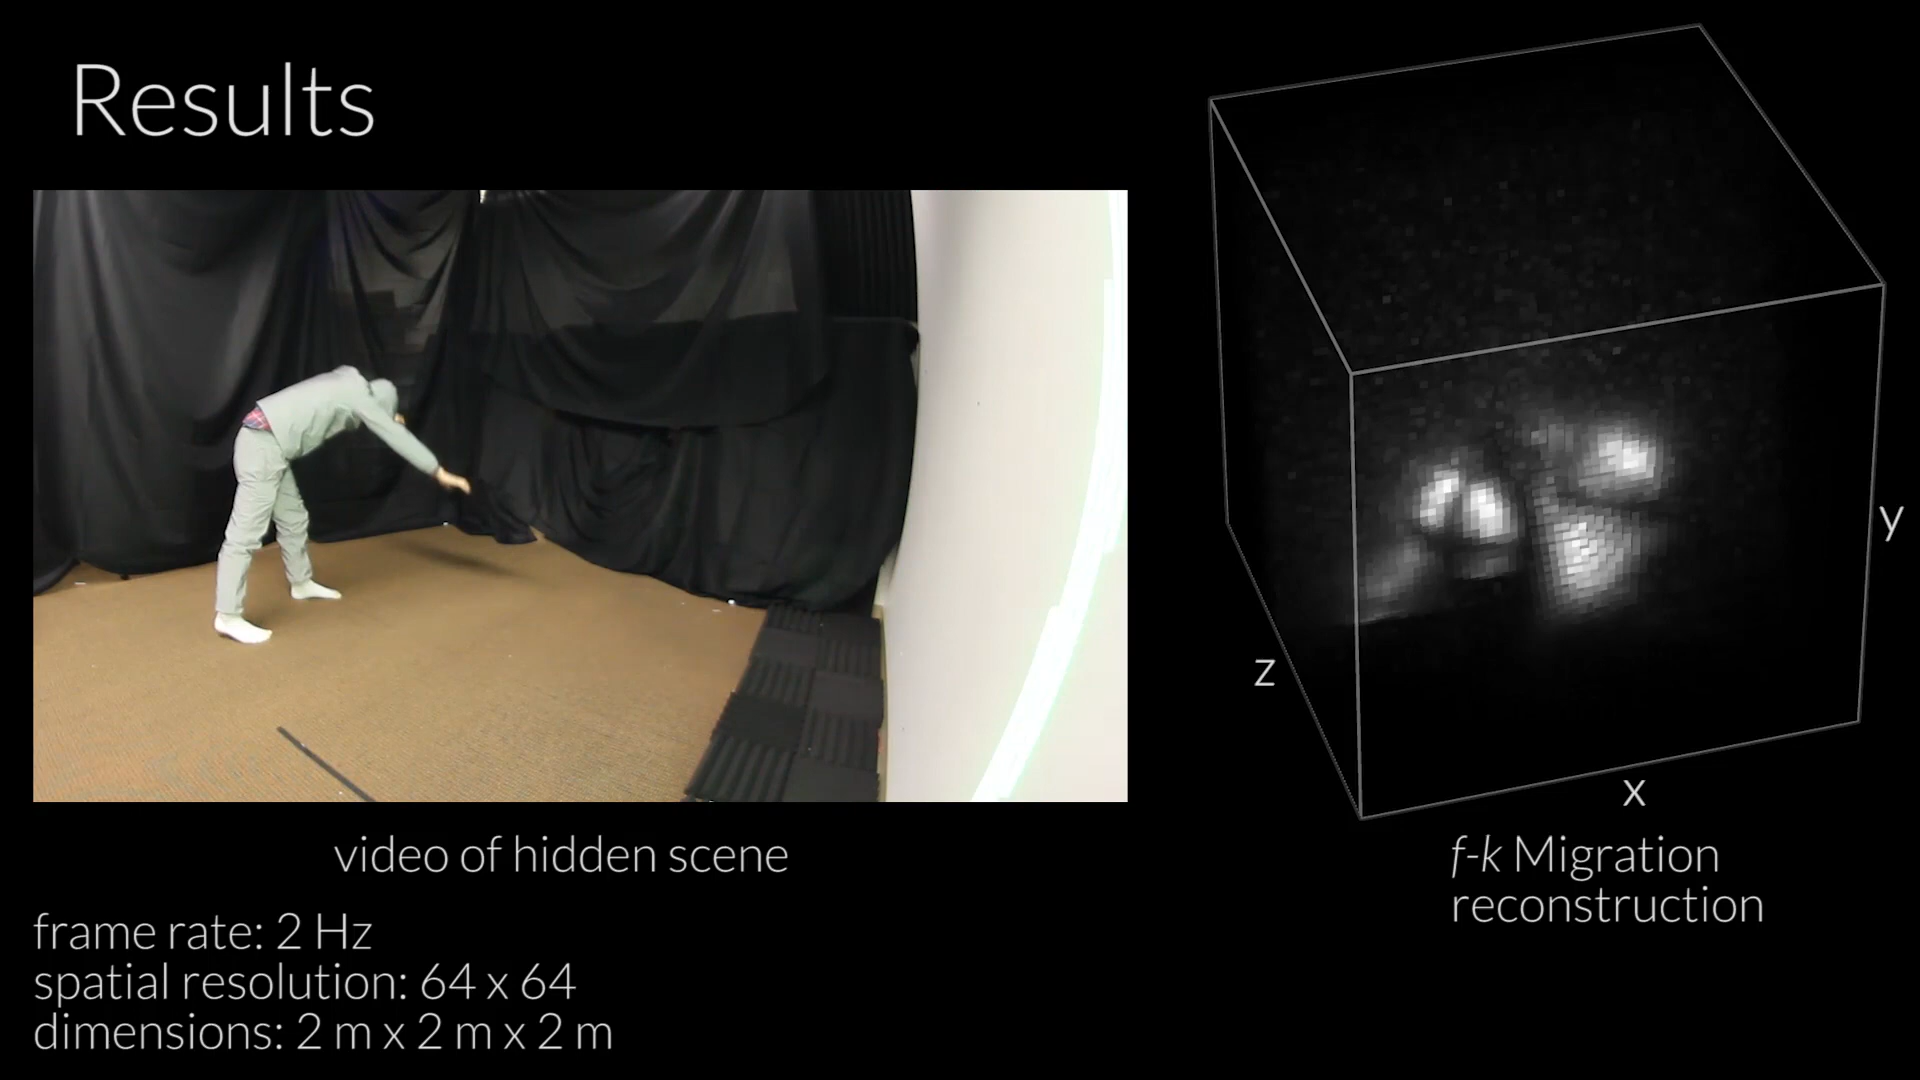 Results
video of hidden scene
frame rate: 2 Hz
spatial resolution: 64 x 64
dimensions: 2 m x 2 m x 2 m
z
y
x
f-k Migration
reconstruction